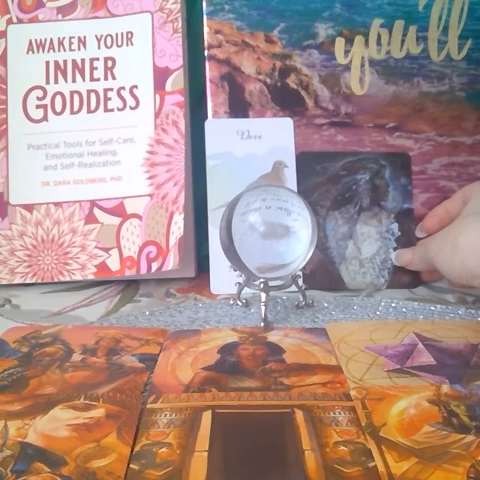 AWAKEN YOUR
INNER
GODDESS
Practical Tools for Self-Care,
Emotional Healing,
and Self-Realization
DR. DARA GOLDBERG, PHD
you'll
Dove